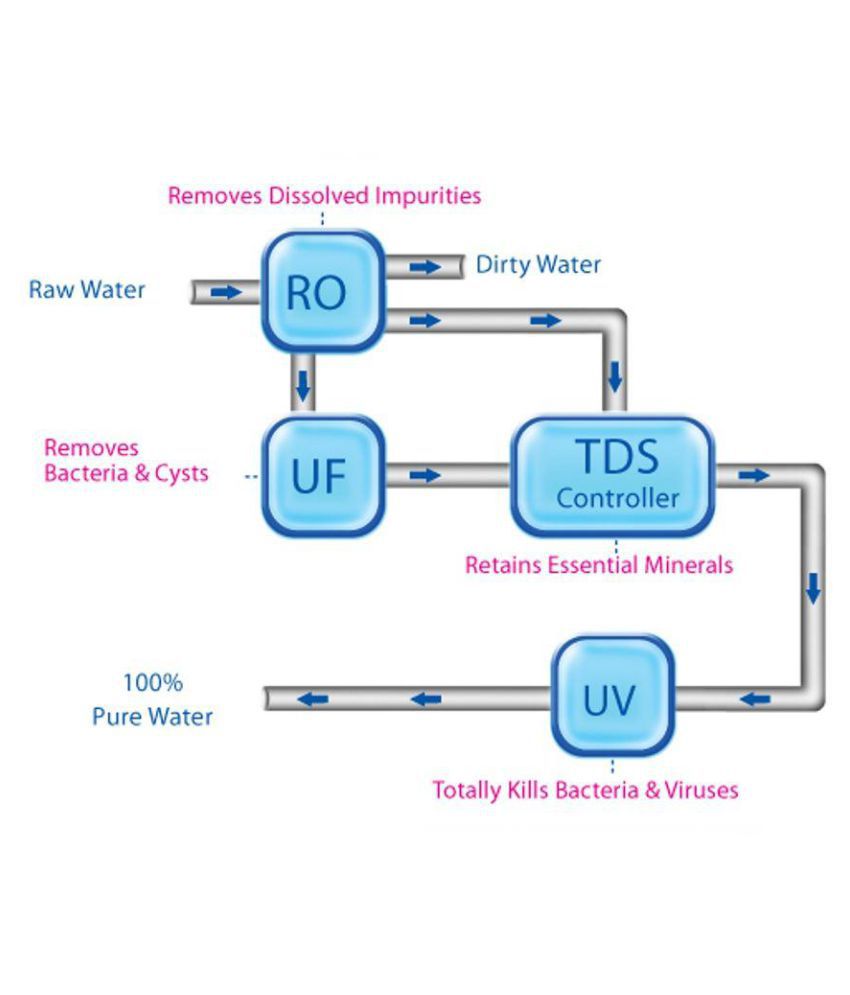 Removes Dissolved Impurities
Raw Water
RO
Dirty Water
Removes
Bacteria & Cysts
UF
TDS
Controller
Retains Essential Minerals
100%
Pure Water
UV
Totally Kills Bacteria & Viruses